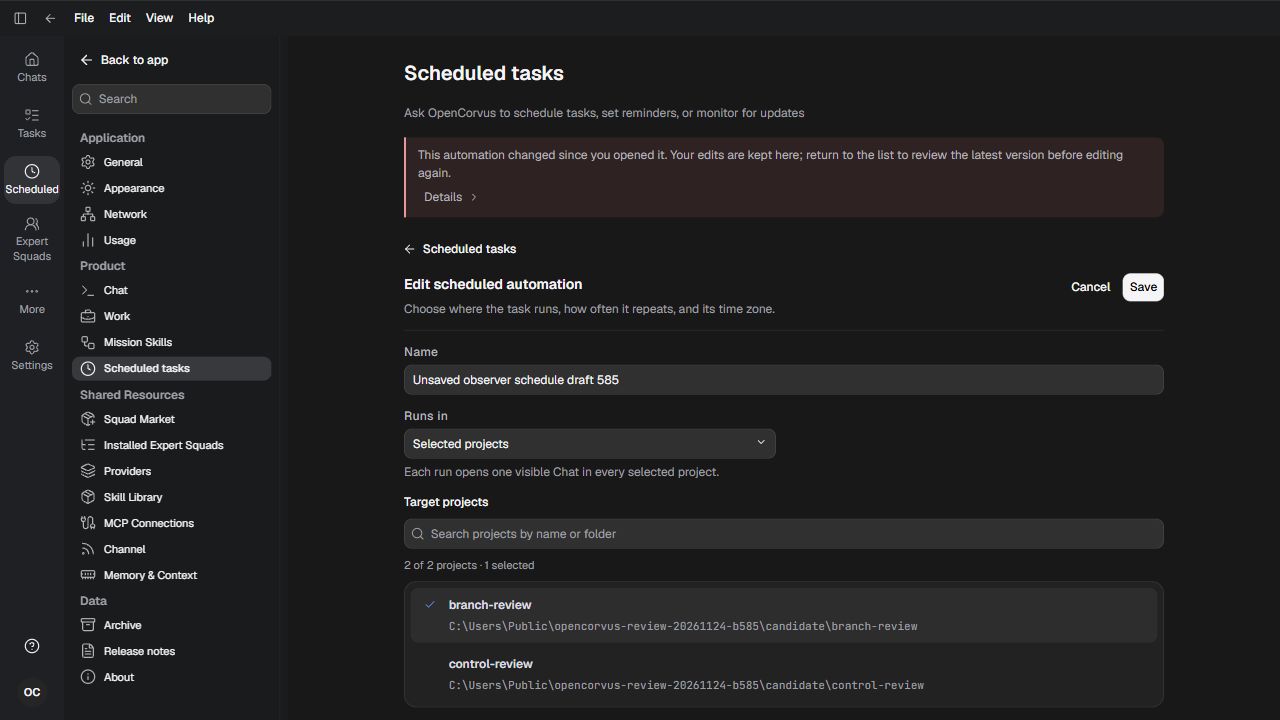 File Edit View Help
Chats
Tasks
Scheduled
Expert
Squads
More
Settings
OC
Back to app
Search
Application
General
Appearance
Network
Usage
Product
Chat
Work
Mission Skills
Scheduled tasks
Shared Resources
Squad Market
Installed Expert Squads
Providers
Skill Library
MCP Connections
Channel
Memory & Context
Data
Archive
Release notes
About
Scheduled tasks
Ask OpenCorvus to schedule tasks, set reminders, or monitor for updates
This automation changed since you opened it. Your edits are kept here; return to the list to review the latest version before editing
again.
Details
Scheduled tasks
Edit scheduled automation
Cancel Save
Choose where the task runs, how often it repeats, and its time zone.
Name
Unsaved observer schedule draft 585
Runs in
Selected projects
Each run opens one visible Chat in every selected project.
Target projects
Search projects by name or folder
2 of 2 projects · 1 selected
branch-review
C:\Users\Public\opencorvus-review-20261124-b585\candidate\branch-review
control-review
C:\Users\Public\opencorvus-review-20261124-b585\candidate\control-review